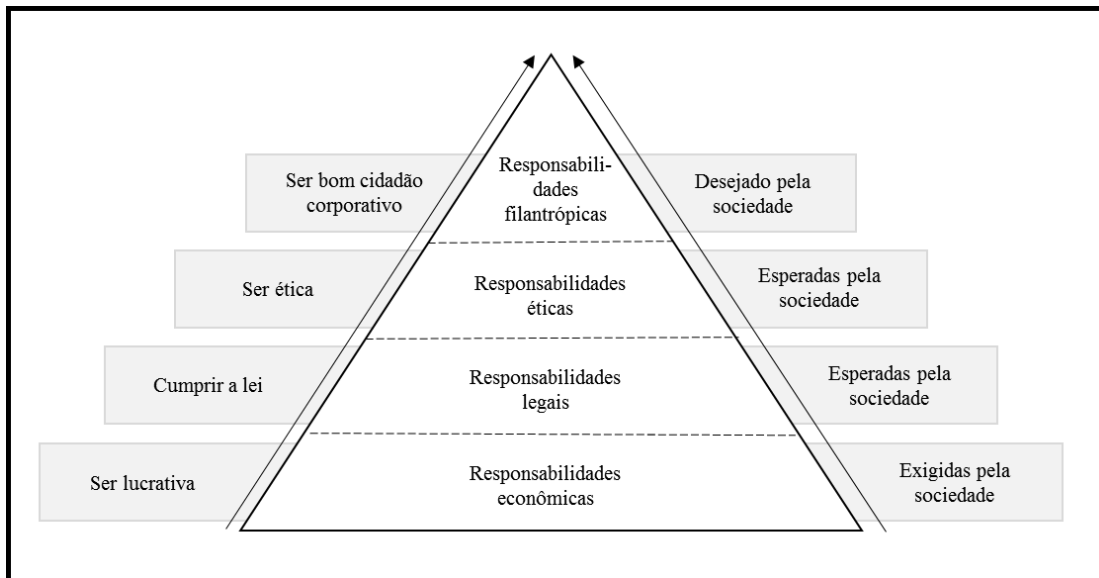 Ser bom cidadão
corporativo
Responsabili-
dades
filantrópicas
Desejado pela
sociedade
Ser ética
Responsabilidades
éticas
Esperadas pela
sociedade
Cumprir a lei
Responsabilidades
legais
Esperadas pela
sociedade
Ser lucrativa
Responsabilidades
econômicas
Exigidas pela
sociedade